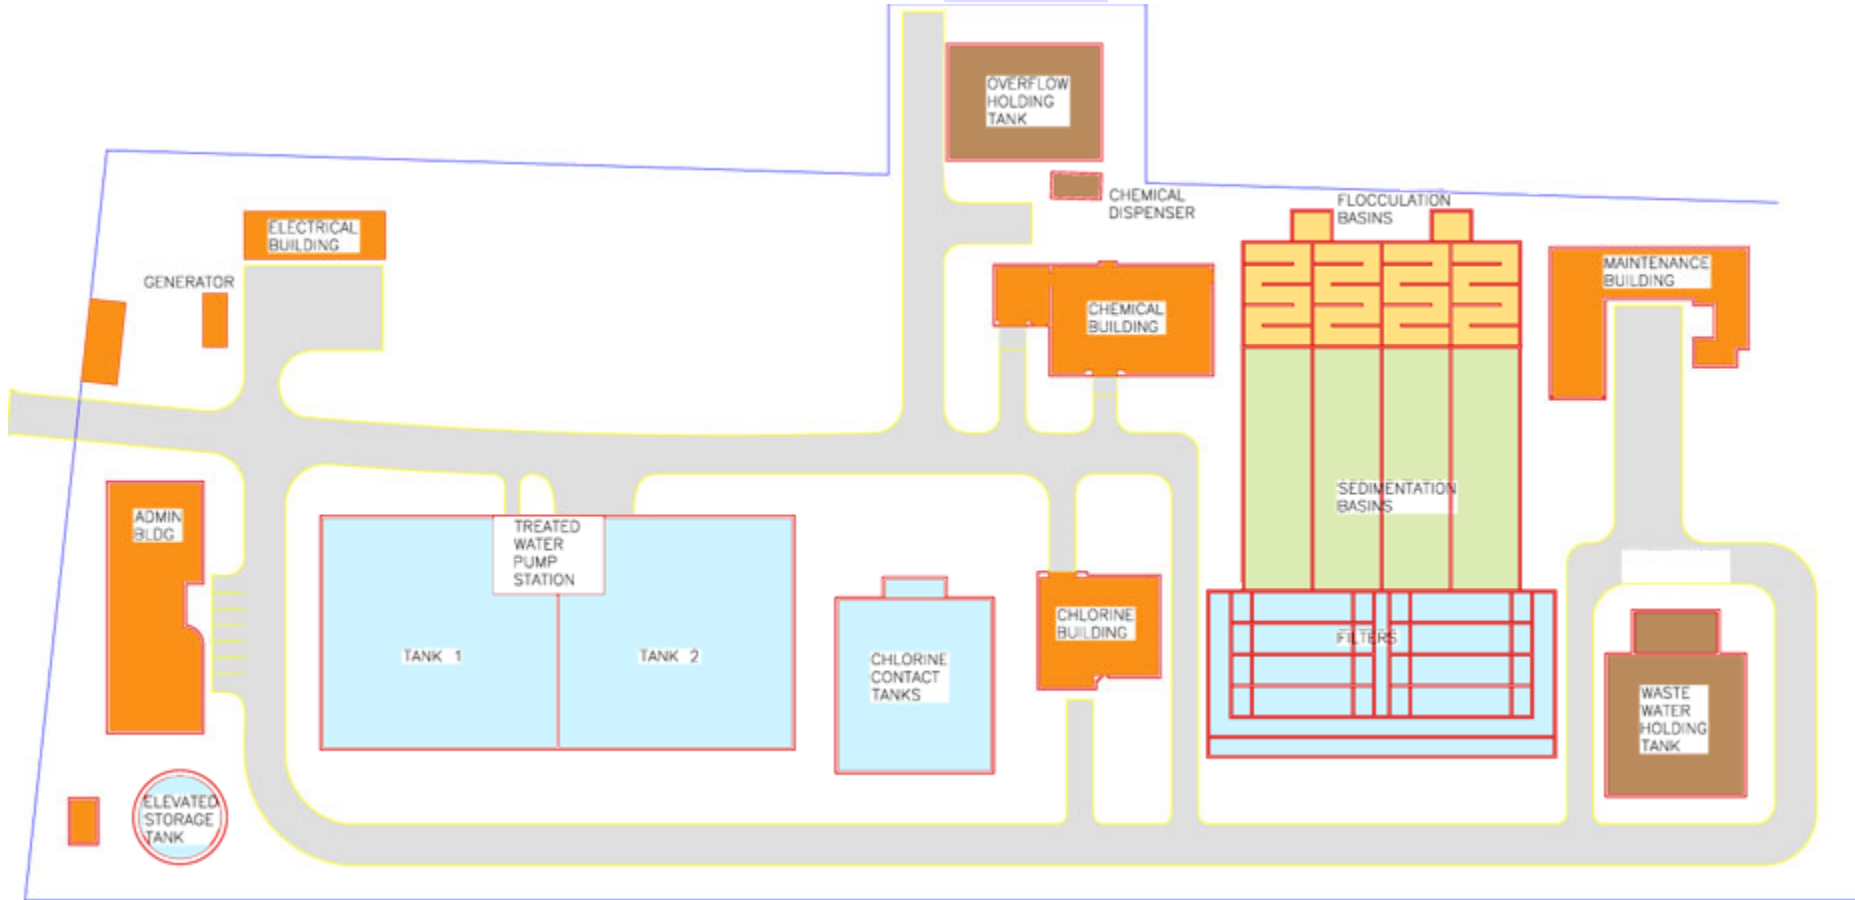 OVERFLOW
HOLDING
TANK
CHEMICAL
DISPENSER
FLOCCULATION
BASINS
ELECTRICAL
BUILDING
GENERATOR
MAINTENANCE
BUILDING
CHEMICAL
BUILDING
SEDIMENTATION
BASINS
ADMIN
BLDG
TREATED
WATER
PUMP
STATION
CHLORINE
BUILDING
FILTERS
TANK 1
TANK 2
CHLORINE
CONTACT
TANKS
WASTE
WATER
HOLDING
TANK
ELEVATED
STORAGE
TANK